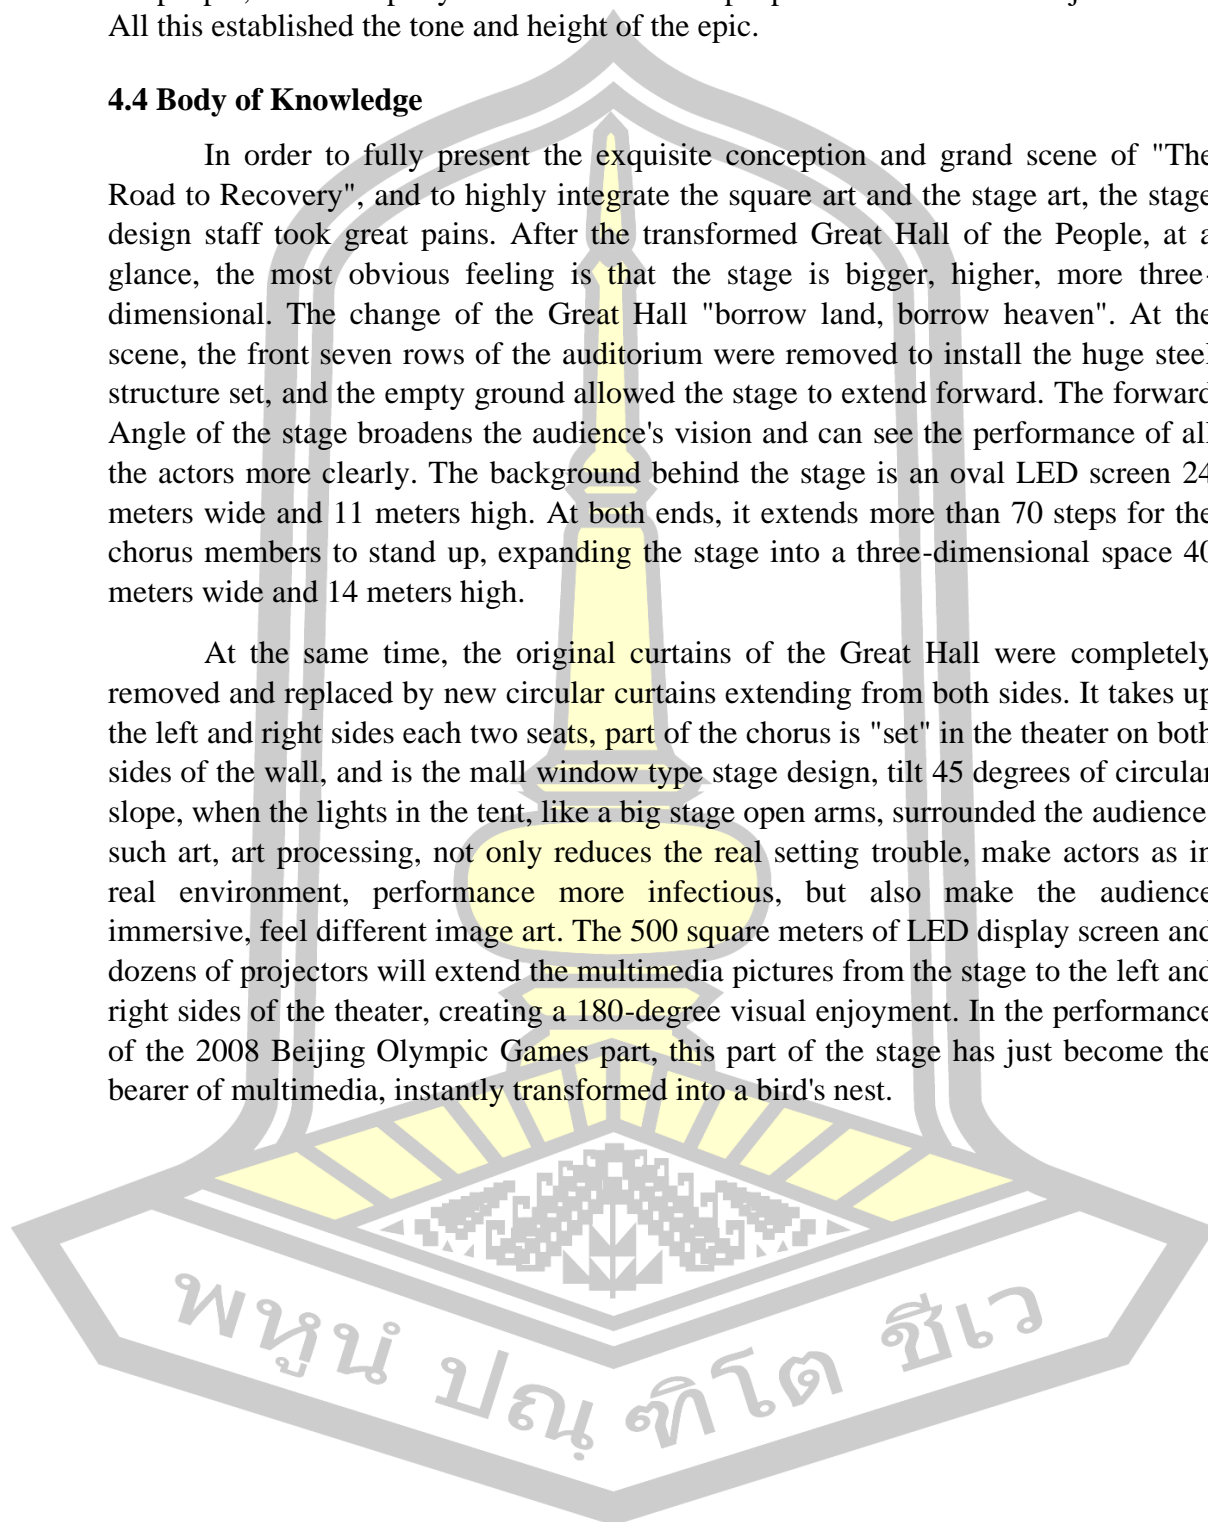 All this established the tone and height of the epic.
4.4 Body of Knowledge
In order to fully present the exquisite conception and grand scene of "The
Road to Recovery", and to highly integrate the square art and the stage art, the stage
design staff took great pains. After the transformed Great Hall of the People, at a
glance, the most obvious feeling is that the stage is bigger, higher, more three-
dimensional. The change of the Great Hall "borrow land, borrow heaven". At the
scene, the front seven rows of the auditorium were removed to install the huge steel
structure set, and the empty ground allowed the stage to extend forward. The forward
Angle of the stage broadens the audience's vision and can see the performance of all
the actors more clearly. The background behind the stage is an oval LED screen 24
meters wide and 11 meters high. At both ends, it extends more than 70 steps for the
chorus members to stand up, expanding the stage into a three-dimensional space 40
meters wide and 14 meters high.
At the same time, the original curtains of the Great Hall were completely
removed and replaced by new circular curtains extending from both sides. It takes up
the left and right sides each two seats, part of the chorus is "set" in the theater on both
sides of the wall, and is the mall window type stage design, tilt 45 degrees of circular
slope, when the lights in the tent, like a big stage open arms, surrounded the audience
such art, art processing, not only reduces the real setting trouble, make actors as in
real environment, performance more infectious, but also make the audience
immersive, feel different image art. The 500 square meters of LED display screen and
dozens of projectors will extend the multimedia pictures from the stage to the left and
right sides of the theater, creating a 180-degree visual enjoyment. In the performance
of the 2008 Beijing Olympic Games part, this part of the stage has just become the
bearer of multimedia, instantly transformed into a bird's nest.
พหูนํ ปณฺฑิโต ชีเว